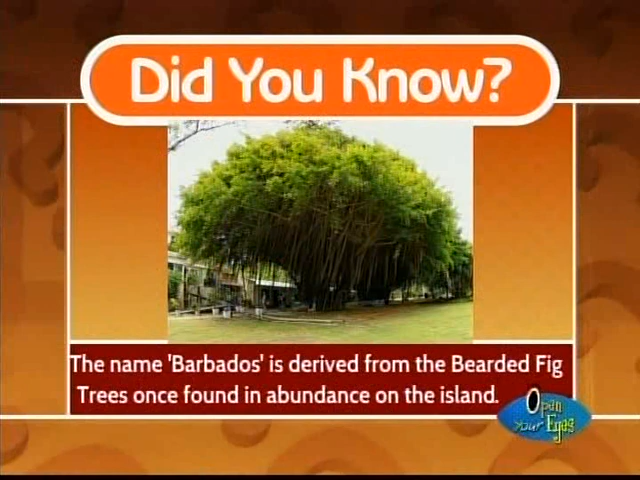 Did You Know?
The name 'Barbados' is derived from the Bearded Fig
Trees once found in abundance on the island.
Open
Your Eyes